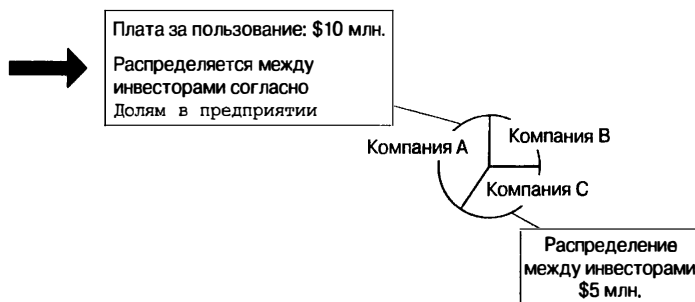 Плата за пользование: $10 млн.
Распределяется между
инвесторами согласно
Долям в предприятии
Компания А
Компания В
Компания С
Распределение
между инвесторами
$5 млн.